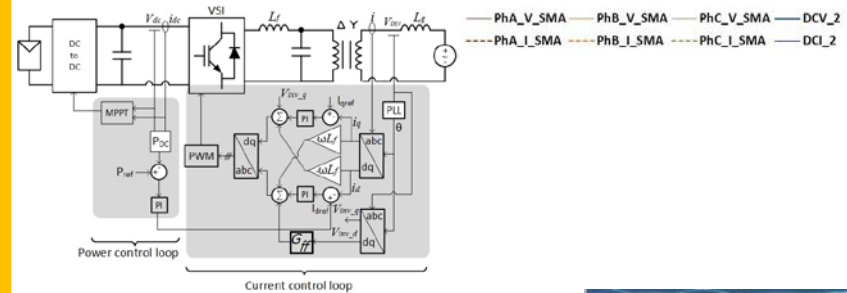 VSI
Vdc idc
Lf
Δ Y
i
VInv
Lt
PhA_V_SMA PhB_V_SMA PhC_V_SMA DCV_2
PhA_I_SMA PhB_I_SMA PhC_I_SMA DCI_2
DC
to
DC
MPPT
PDC
Pref
PI
PWM
dq
abc
VInv_q
Iqref
Σ
PI
iq
ωLf
ωLf
id
Σ
PI
Idref
abc
dq
PLL
θ
VInv_q
VInv_d
abc
dq
Gff
Power control loop
Current control loop